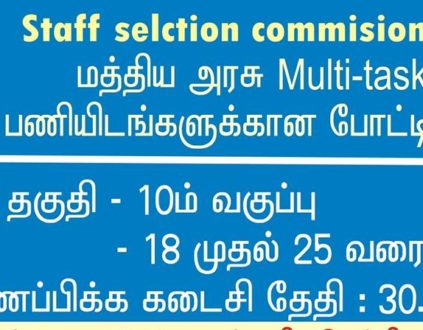 Staff selction commision
மத்திய அரசு Multi-task
பணியிடங்களுக்கான போட்டி
தகுதி - 10ம் வகுப்பு
- 18 முதல் 25 வரை
ணப்பிக்க கடைசி தேதி : 30.